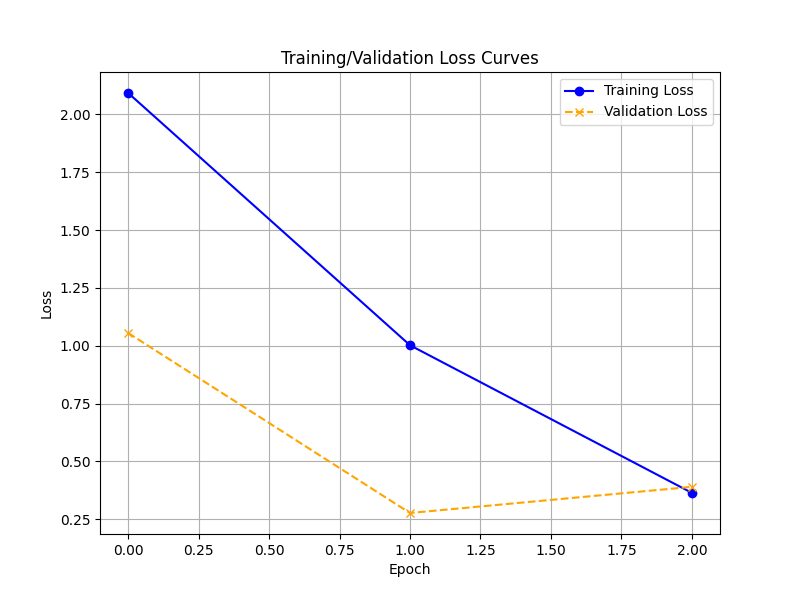 Training/Validation Loss Curves
Training Loss
Validation Loss
2.00
1.75
1.50
1.25
1.00
0.75
0.50
0.25
Loss
0.00 0.25 0.50 0.75 1.00 1.25 1.50 1.75 2.00
Epoch